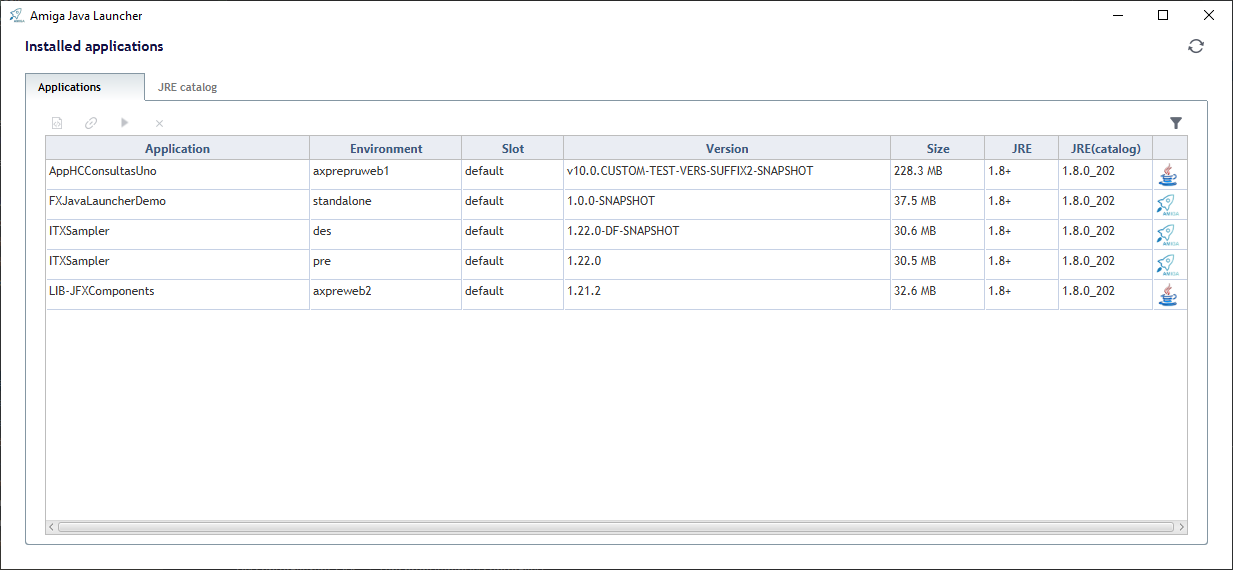 Amiga Java Launcher
Installed applications
Applications JRE catalog
Application Environment Slot Version Size JRE JRE(catalog)
AppHCConsultasUno axprepruweb1 default v10.0.CUSTOM-TEST-VERS-SUFFIX2-SNAPSHOT 228.3 MB 1.8+ 1.8.0_202
FXJavaLauncherDemo standalone default 1.0.0-SNAPSHOT 37.5 MB 1.8+ 1.8.0_202
ITXSampler des default 1.22.0-DF-SNAPSHOT 30.6 MB 1.8+ 1.8.0_202
ITXSampler pre default 1.22.0 30.5 MB 1.8+ 1.8.0_202
LIB-JFXComponents axpreweb2 default 1.21.2 32.6 MB 1.8+ 1.8.0_202